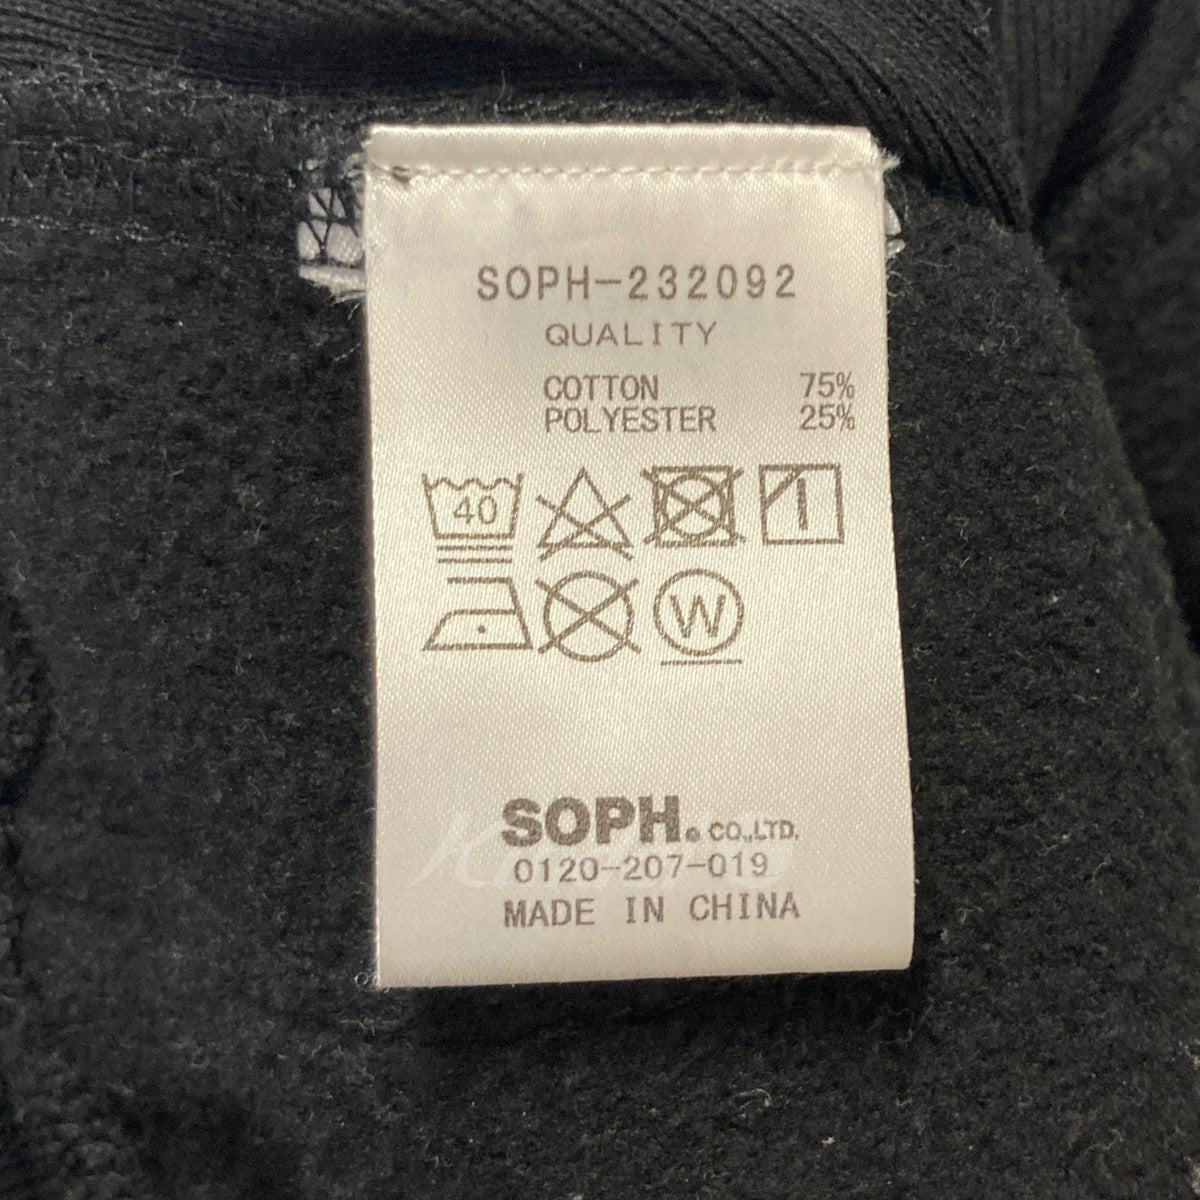 SOPH-232092
QUALITY
COTTON 75%
POLYESTER 25%
40
W
SOPH. CO.,LTD.
0120-207-019
MADE IN CHINA